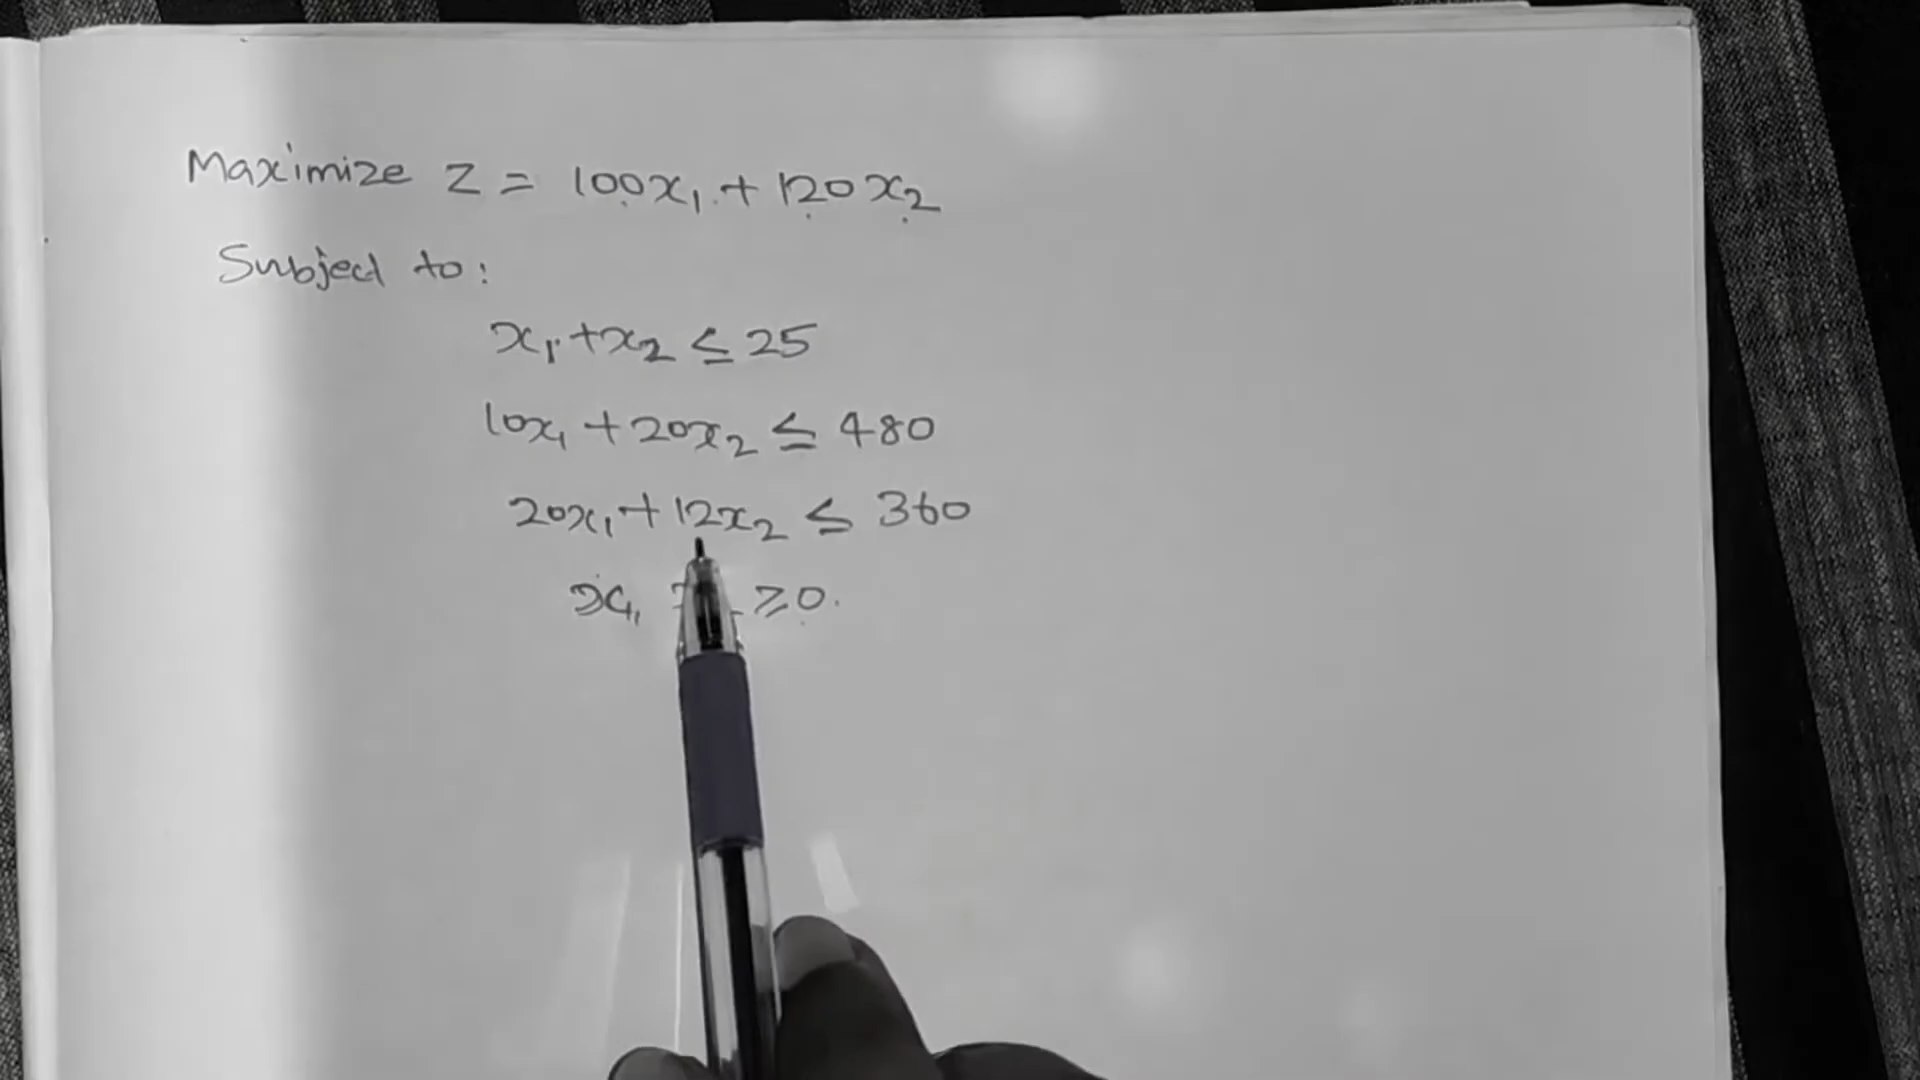 Maximize Z = 100x₁ + 120x₂
Subject to:
x₁ + x₂ ≤ 25
10x₁ + 20x₂ ≤ 480
20x₁ + 12x₂ ≤ 360
x₁, ≥ 0.